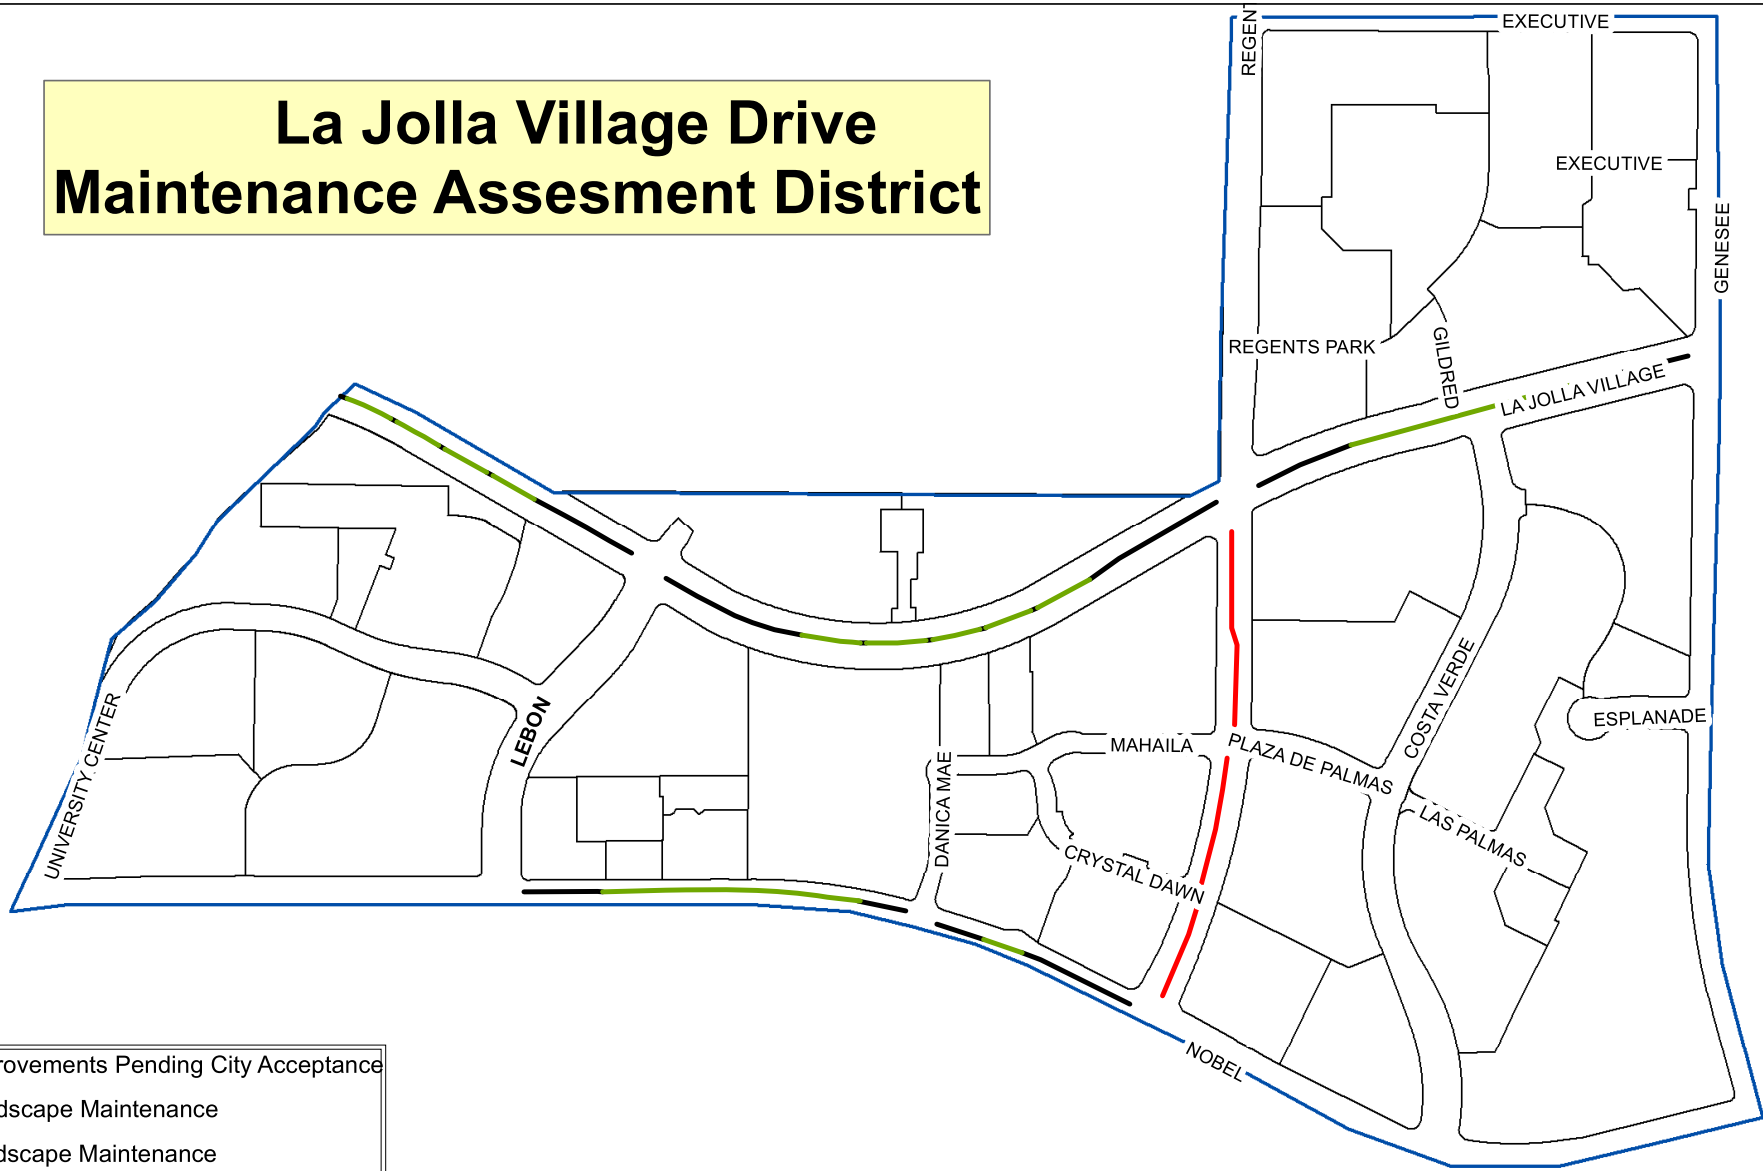 La Jolla Village Drive
Maintenance Assesment District
REGEN
EXECUTIVE
EXECUTIVE
GENESEE
REGENTS PARK
GILDRED
LA JOLLA VILLAGE
UNIVERSITY CENTER
LEBON
DANICA MAE
MAHAILA
PLAZA DE PALMAS
COSTA VERDE
ESPLANADE
LAS PALMAS
CRYSTAL DAWN
NOBEL
rovements Pending City Acceptance
dscape Maintenance
dscape Maintenance